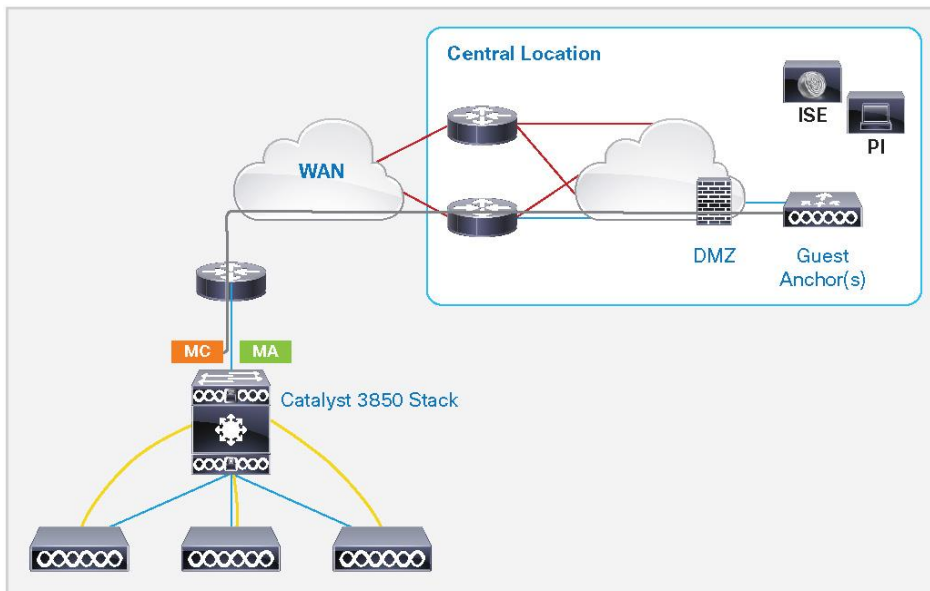 Central Location
ISE
PI
WAN
DMZ
Guest
Anchor(s)
MC
MA
Catalyst 3850 Stack